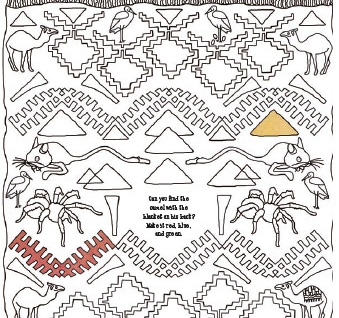 Can you find the
camel with the
blanket on his back?
Make it red, blue,
and green.